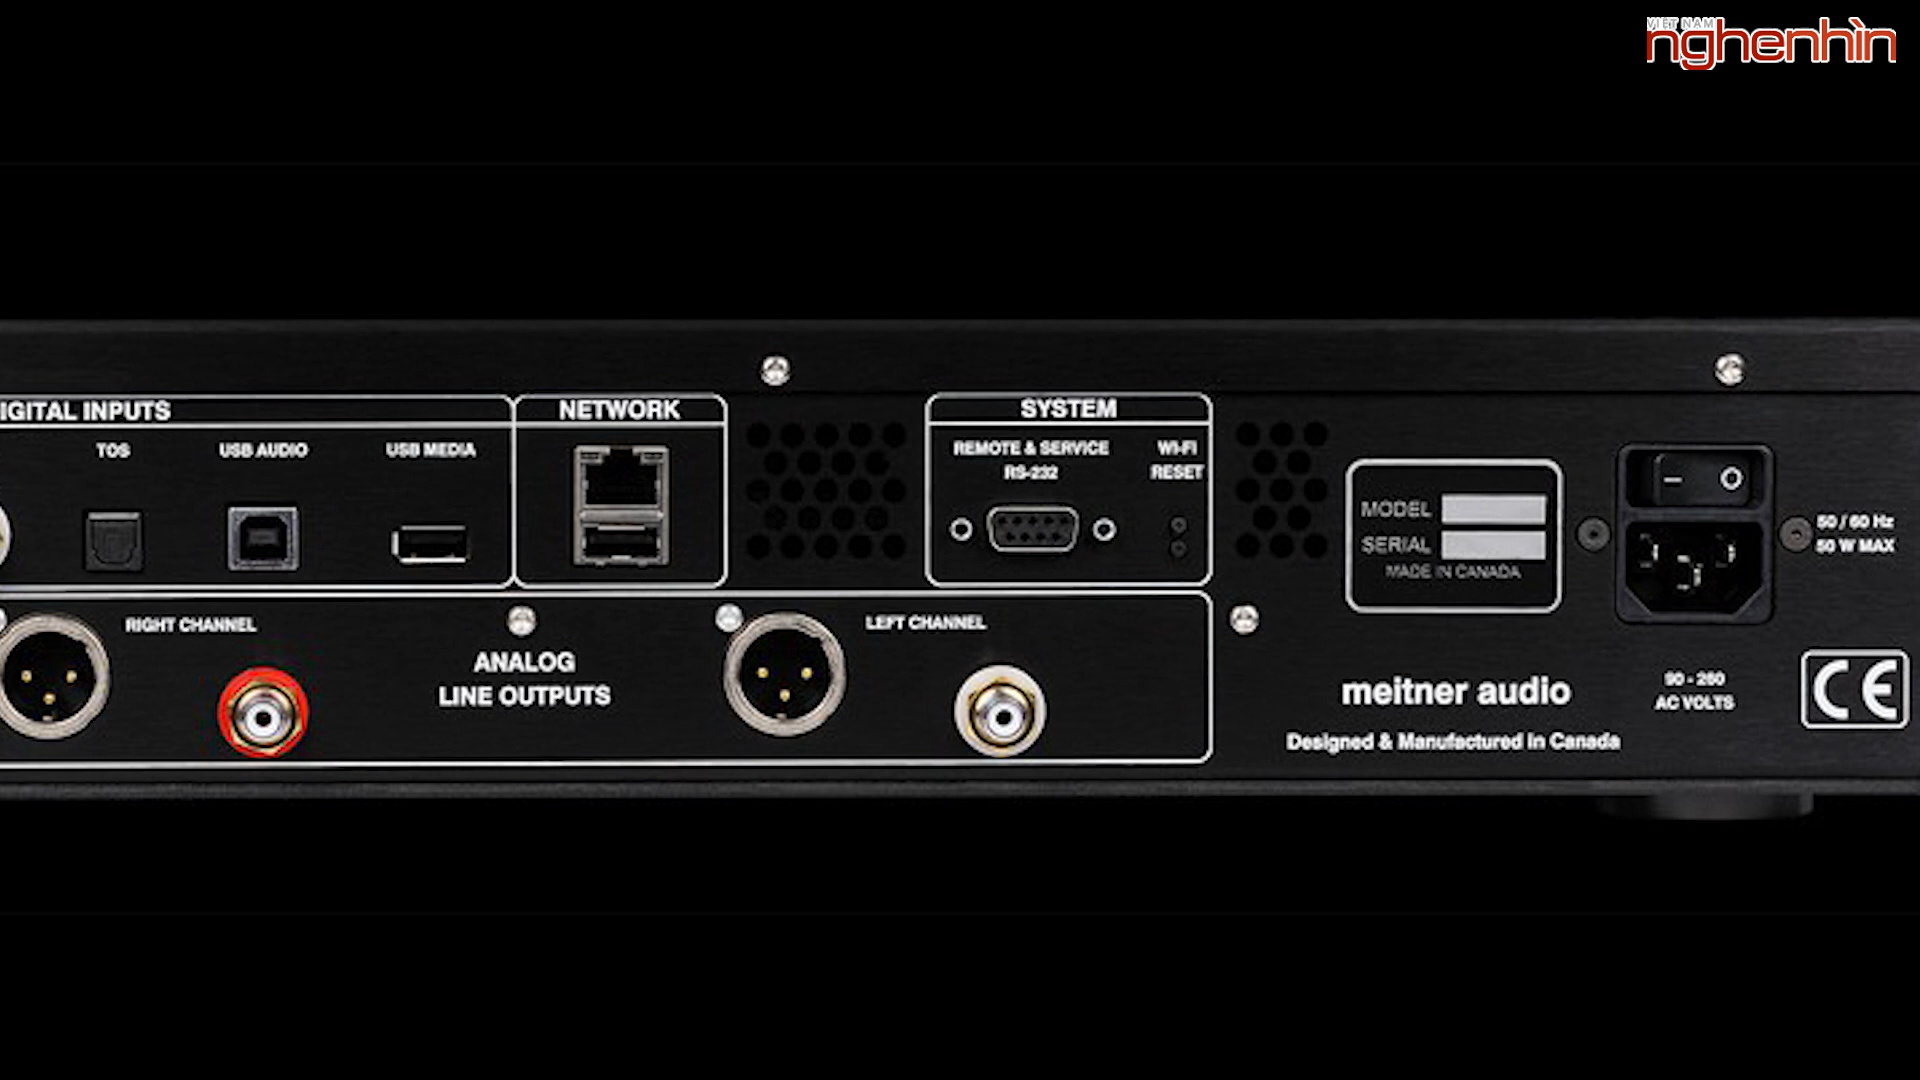 VIET NAM
nghenhìn
IGITAL INPUTS
NETWORK
SYSTEM
TOS
USB AUDIO
USB MEDIA
REMOTE & SERVICE
RS-232
WI-FI
RESET
MODEL
SERIAL
MADE IN CANADA
50 / 60 Hz
50 W MAX
RIGHT CHANNEL
LEFT CHANNEL
ANALOG
LINE OUTPUTS
meitner audio
Designed & Manufactured in Canada
90 - 260
AC VOLTS
CE